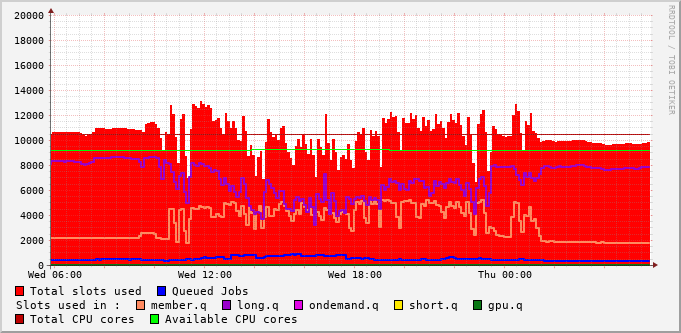 RRDTOOL / TOBI OETIKER
20000
18000
16000
14000
12000
10000
8000
6000
4000
2000
0
Wed 06:00 Wed 12:00 Wed 18:00 Thu 00:00
Total slots used Queued Jobs
Slots used in : member.q long.q ondemand.q short.q gpu.q
Total CPU cores Available CPU cores